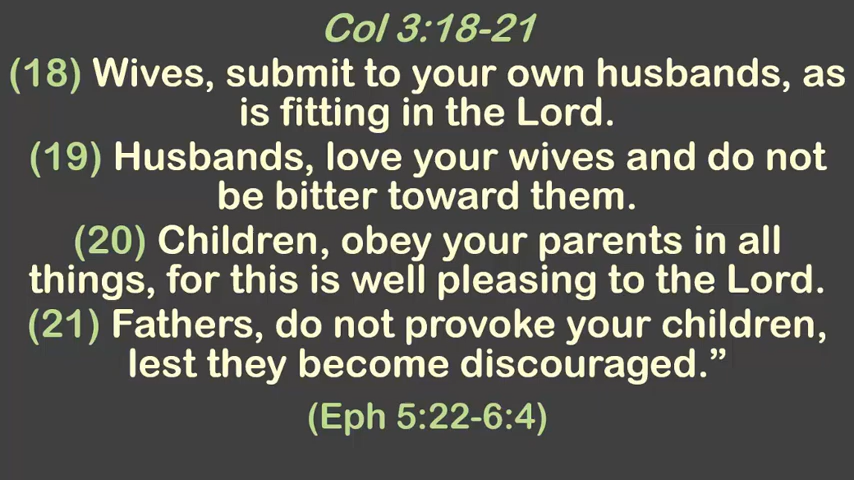 Col 3:18-21
(18) Wives, submit to your own husbands, as
is fitting in the Lord.
(19) Husbands, love your wives and do not
be bitter toward them.
(20) Children, obey your parents in all
things, for this is well pleasing to the Lord.
(21) Fathers, do not provoke your children,
lest they become discouraged.”
(Eph 5:22-6:4)